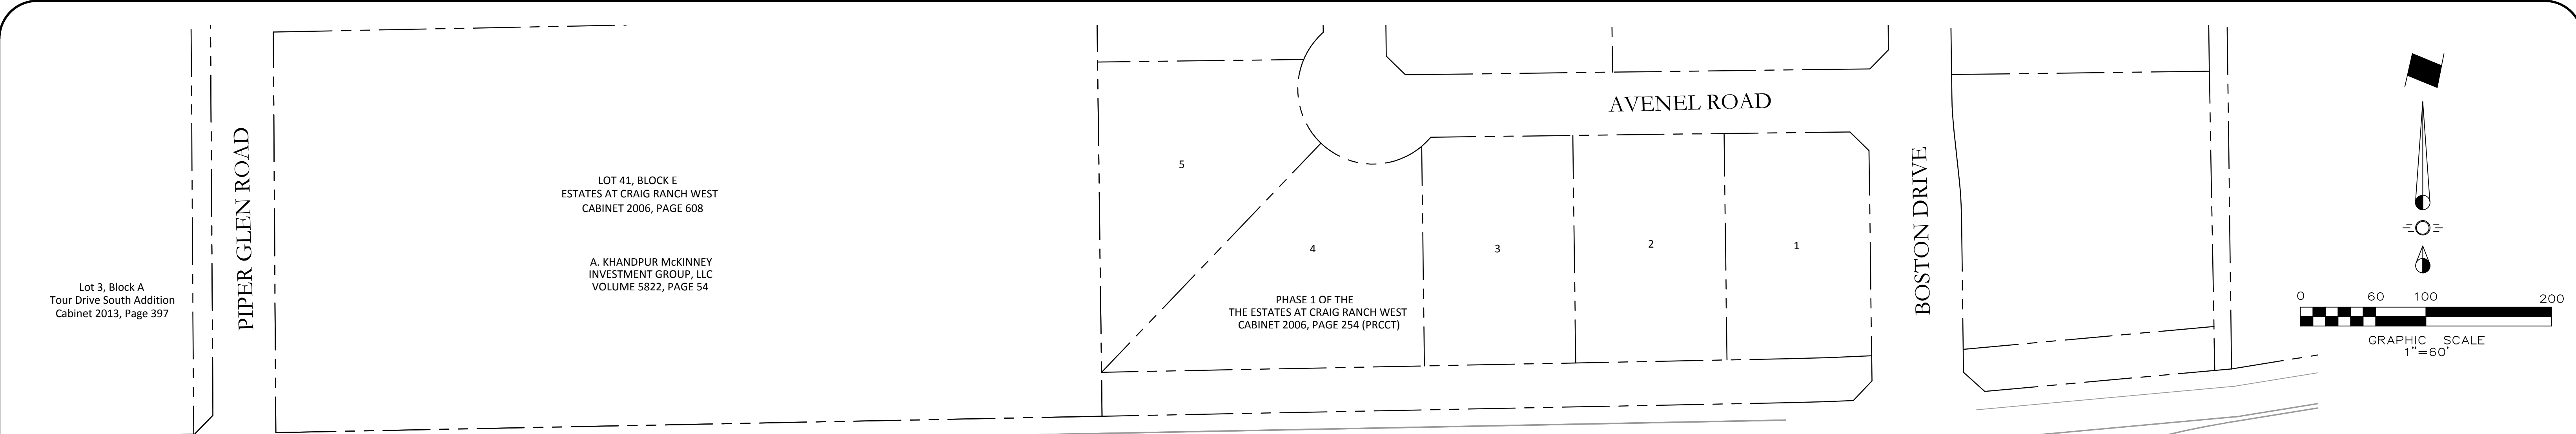 Lot 3, Block A
Tour Drive South Addition
Cabinet 2013, Page 397
PIPER GLEN ROAD
LOT 41, BLOCK E
ESTATES AT CRAIG RANCH WEST
CABINET 2006, PAGE 608
A. KHANDPUR McKINNEY
INVESTMENT GROUP, LLC
VOLUME 5822, PAGE 54
5
4
PHASE 1 OF THE
THE ESTATES AT CRAIG RANCH WEST
CABINET 2006, PAGE 254 (PRCCT)
3
2
1
AVENEL ROAD
BOSTON DRIVE
0 60 100 200
GRAPHIC SCALE
1"=60'